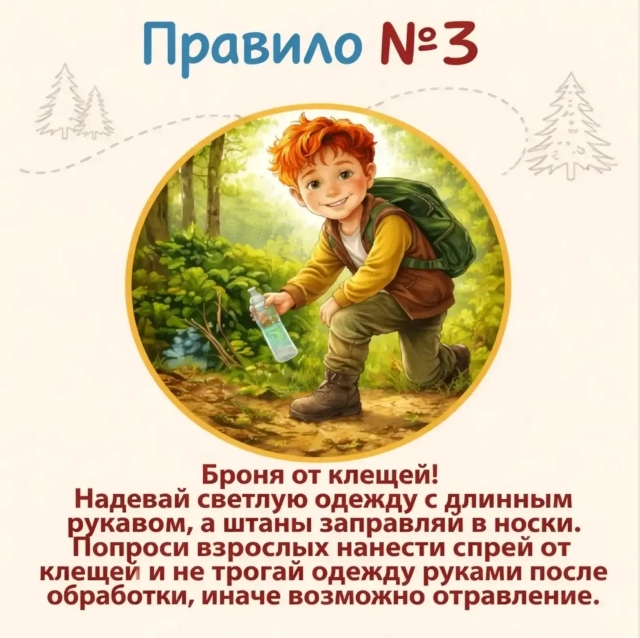 Правило №3
Броня от клещей!
Надевай светлую одежду с длинным
рукавом, а штаны заправляй в носки.
Попроси взрослых нанести спрей от
клещей и не трогай одежду руками после
обработки, иначе возможно отравление.